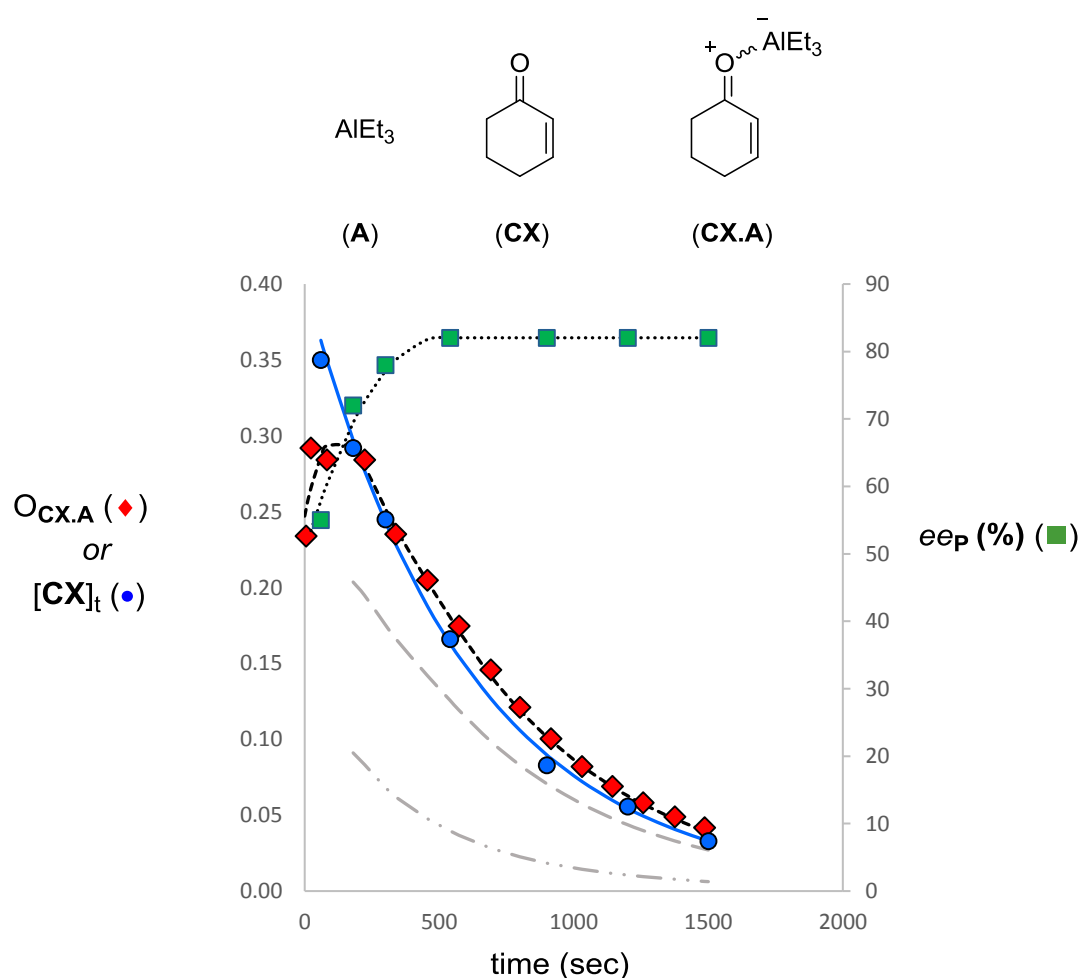 O
O
+
−
AlEt3
AlEt3
(A)
(CX)
(CX.A)
0.40
0.35
0.30
0.25
0.20
0.15
0.10
0.05
0.00
90
80
70
60
50
40
30
20
10
0
OCX.A (♦)
or
[CX]t (●)
eeP (%) (■)
0
500
1000
1500
2000
time (sec)